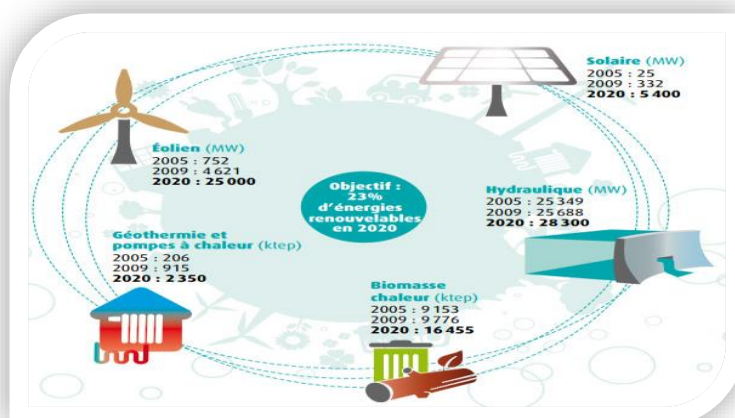 Solaire (MW)
2005 : 25
2009 : 332
2020 : 5 400
Éolien (MW)
2005 : 752
2009 : 4 621
2020 : 25 000
Objectif :
23%
d'énergies
renouvelables
en 2020
Hydraulique (MW)
2005 : 25 349
2009 : 25 688
2020 : 28 300
Géothermie et
pompes à chaleur (ktep)
2005 : 206
2009 : 915
2020 : 2 350
Biomasse
chaleur (ktep)
2005 : 9 153
2009 : 9 776
2020 : 16 455